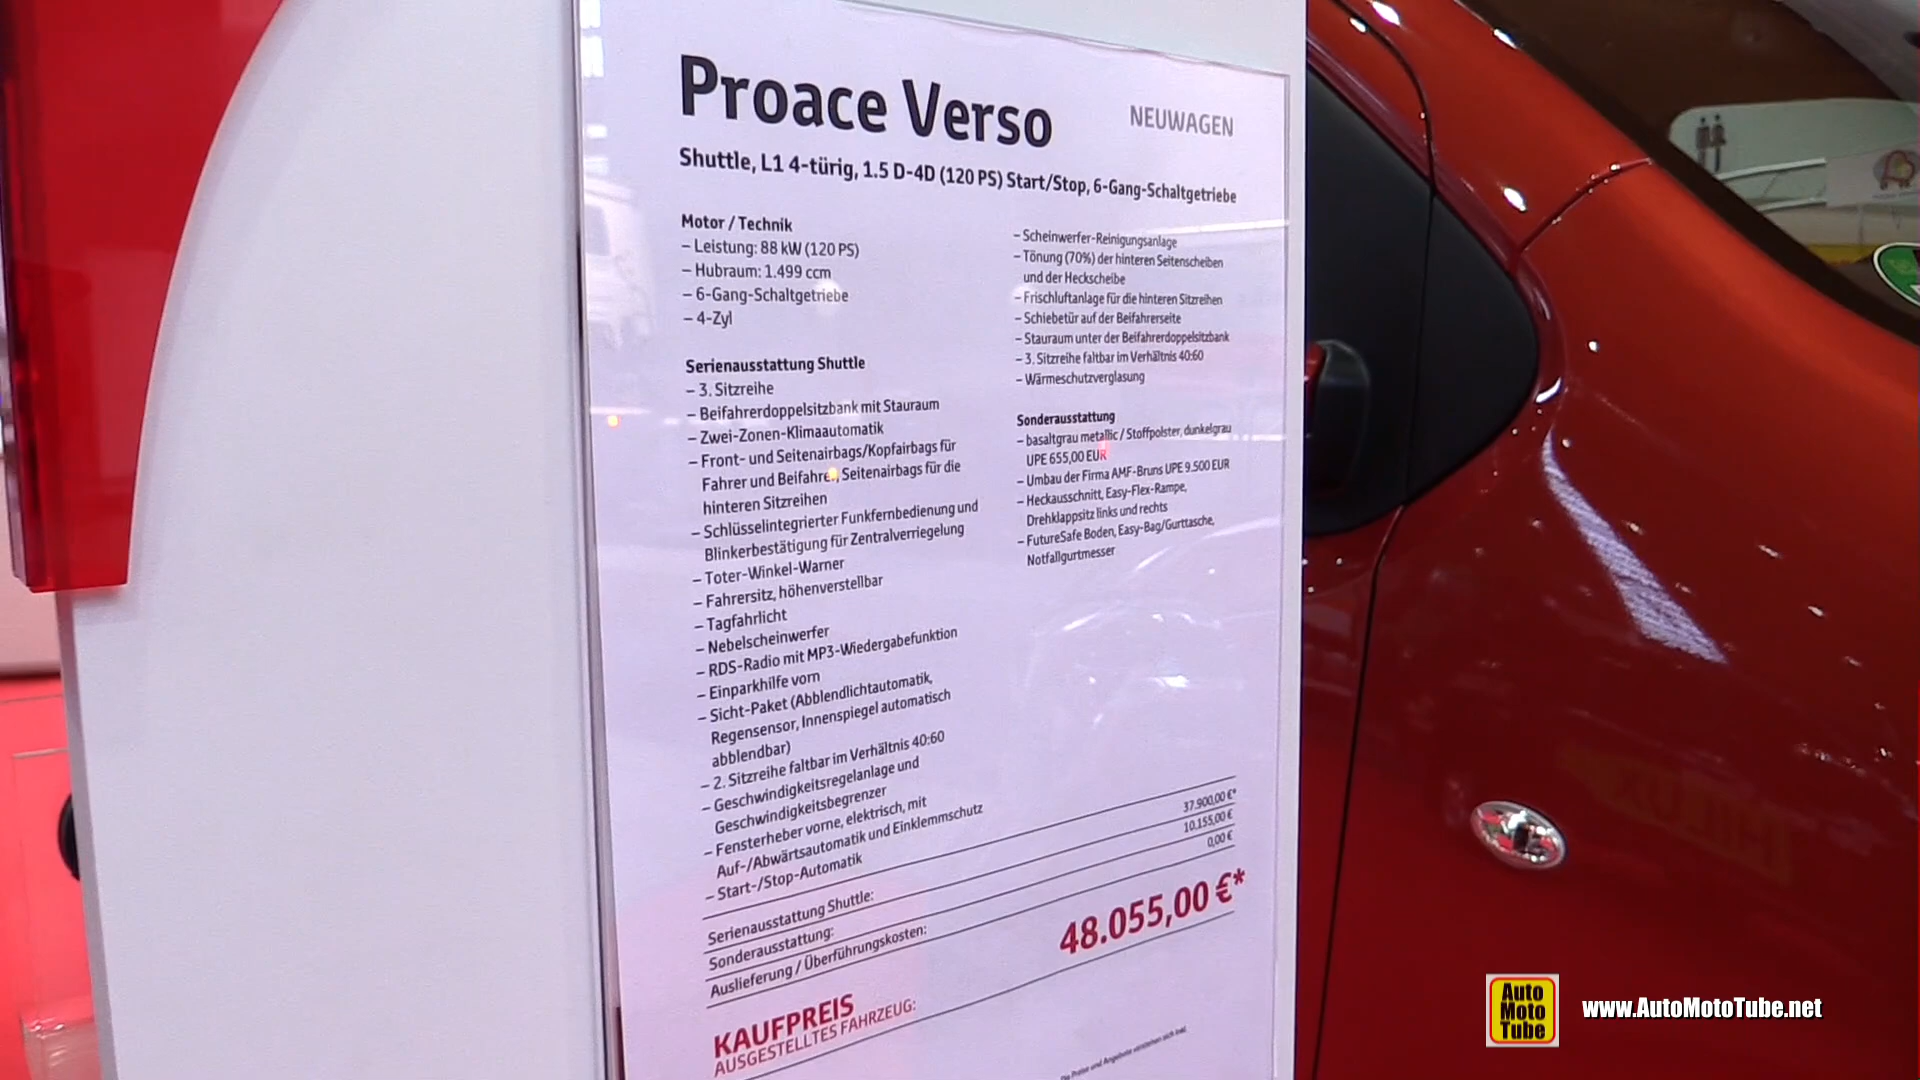 Proace Verso
NEUWAGEN
Shuttle, L1 4-türig, 1.5 D-4D (120 PS) Start/Stop, 6-Gang-Schaltgetriebe
Motor / Technik
– Leistung: 88 kW (120 PS)
– Hubraum: 1.499 ccm
– 6-Gang-Schaltgetriebe
– 4-Zyl
Serienausstattung Shuttle
– 3. Sitzreihe
– Beifahrerdoppelsitzbank mit Stauraum
– Zwei-Zonen-Klimaautomatik
– Front- und Seitenairbags/Kopfairbags für
Fahrer und Beifahrer, Seitenairbags für die
hinteren Sitzreihen
– Schlüsselintegrierter Funkfernbedienung und
Blinkerbestätigung für Zentralverriegelung
– Toter-Winkel-Warner
– Fahrersitz, höhenverstellbar
– Tagfahrlicht
– Nebelscheinwerfer
– RDS-Radio mit MP3-Wiedergabefunktion
– Einparkhilfe vorn
– Sicht-Paket (Abblendlichtautomatik,
Regensensor, Innenspiegel automatisch
abblendbar)
– 2. Sitzreihe faltbar im Verhältnis 40:60
– Geschwindigkeitsregelanlage und
Geschwindigkeitsbegrenzer
– Fensterheber vorne, elektrisch, mit
Auf-/Abwärtsautomatik und Einklemmschutz
– Start-/Stop-Automatik
– Scheinwerfer-Reinigungsanlage
– Tönung (70%) der hinteren Seitenscheiben
und der Heckscheibe
– Frischluftanlage für die hinteren Sitzreihen
– Schiebetür auf der Beifahrerseite
– Stauraum unter der Beifahrerdoppelsitzbank
– 3. Sitzreihe faltbar im Verhältnis 40:60
– Wärmeschutzverglasung
Sonderausstattung
– basaltgrau metallic / Stoffpolster, dunkelgrau
UPE 655,00 EUR
– Umbau der Firma AMF-Bruns UPE 9.500 EUR
– Heckausschnitt, Easy-Flex-Rampe,
Drehklappsitz links und rechts
– FutureSafe Boden, Easy-Bag/Gurttasche,
Notfallgurtmesser
Serienausstattung Shuttle: 37.900,00 €*
Sonderausstattung: 10.155,00 €
Auslieferung / Überführungskosten: 0,00 €
KAUFPREIS 48.055,00 €*
AUSGESTELLTES FAHRZEUG:
Preise und Angebote verstehen sich inkl.
Auto
Moto
Tube
www.AutoMotoTube.net